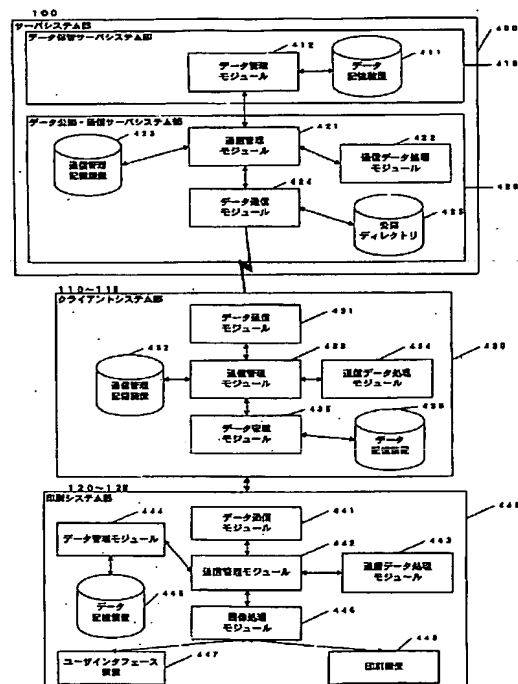 100
サーバシステム部
400
データ保管サーバシステム部
410
412
データ管理
モジュール
411
データ
記憶装置
データ公開・通信サーバシステム部
420
423
通信管理
記憶装置
421
通信管理
モジュール
422
通信データ処理
モジュール
424
データ通信
モジュール
425
公開
ディレクトリ
クライアントシステム部
430
431
データ通信
モジュール
432
通信管理
記憶装置
433
通信管理
モジュール
434
通信データ処理
モジュール
435
データ管理
モジュール
436
データ
記憶装置
印刷システム部
444
データ管理モジュール
441
データ通信
モジュール
442
通信管理モジュール
443
通信データ処理
モジュール
445
データ
記憶装置
446
画像処理
モジュール
447
ユーザインタフェース
装置
448
印刷装置